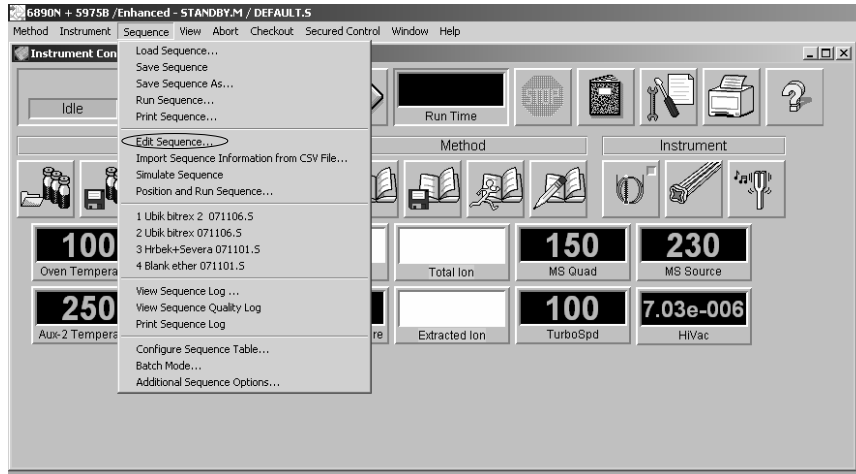 6890N + 5975B /Enhanced - STANDBY.M / DEFAULT.S
Method Instrument Sequence View Abort Checkout Secured Control Window Help
Instrument Con
Load Sequence...
Save Sequence
Save Sequence As...
Run Sequence...
Print Sequence...
Edit Sequence...
Import Sequence Information from CSV File...
Simulate Sequence
Position and Run Sequence...
1 Ubik bitrex 2 071106.S
2 Ubik bitrex 071106.S
3 Hrbek+Severa 071101.S
4 Blank ether 071101.S
View Sequence Log ...
View Sequence Quality Log
Print Sequence Log
Configure Sequence Table...
Batch Mode...
Additional Sequence Options...
Idle
Run Time
STOP
Method
Instrument
100
Oven Tempera
Total Ion
150
MS Quad
230
MS Source
250
Aux-2 Tempera
re
Extracted Ion
100
TurboSpd
7.03e-006
HiVac